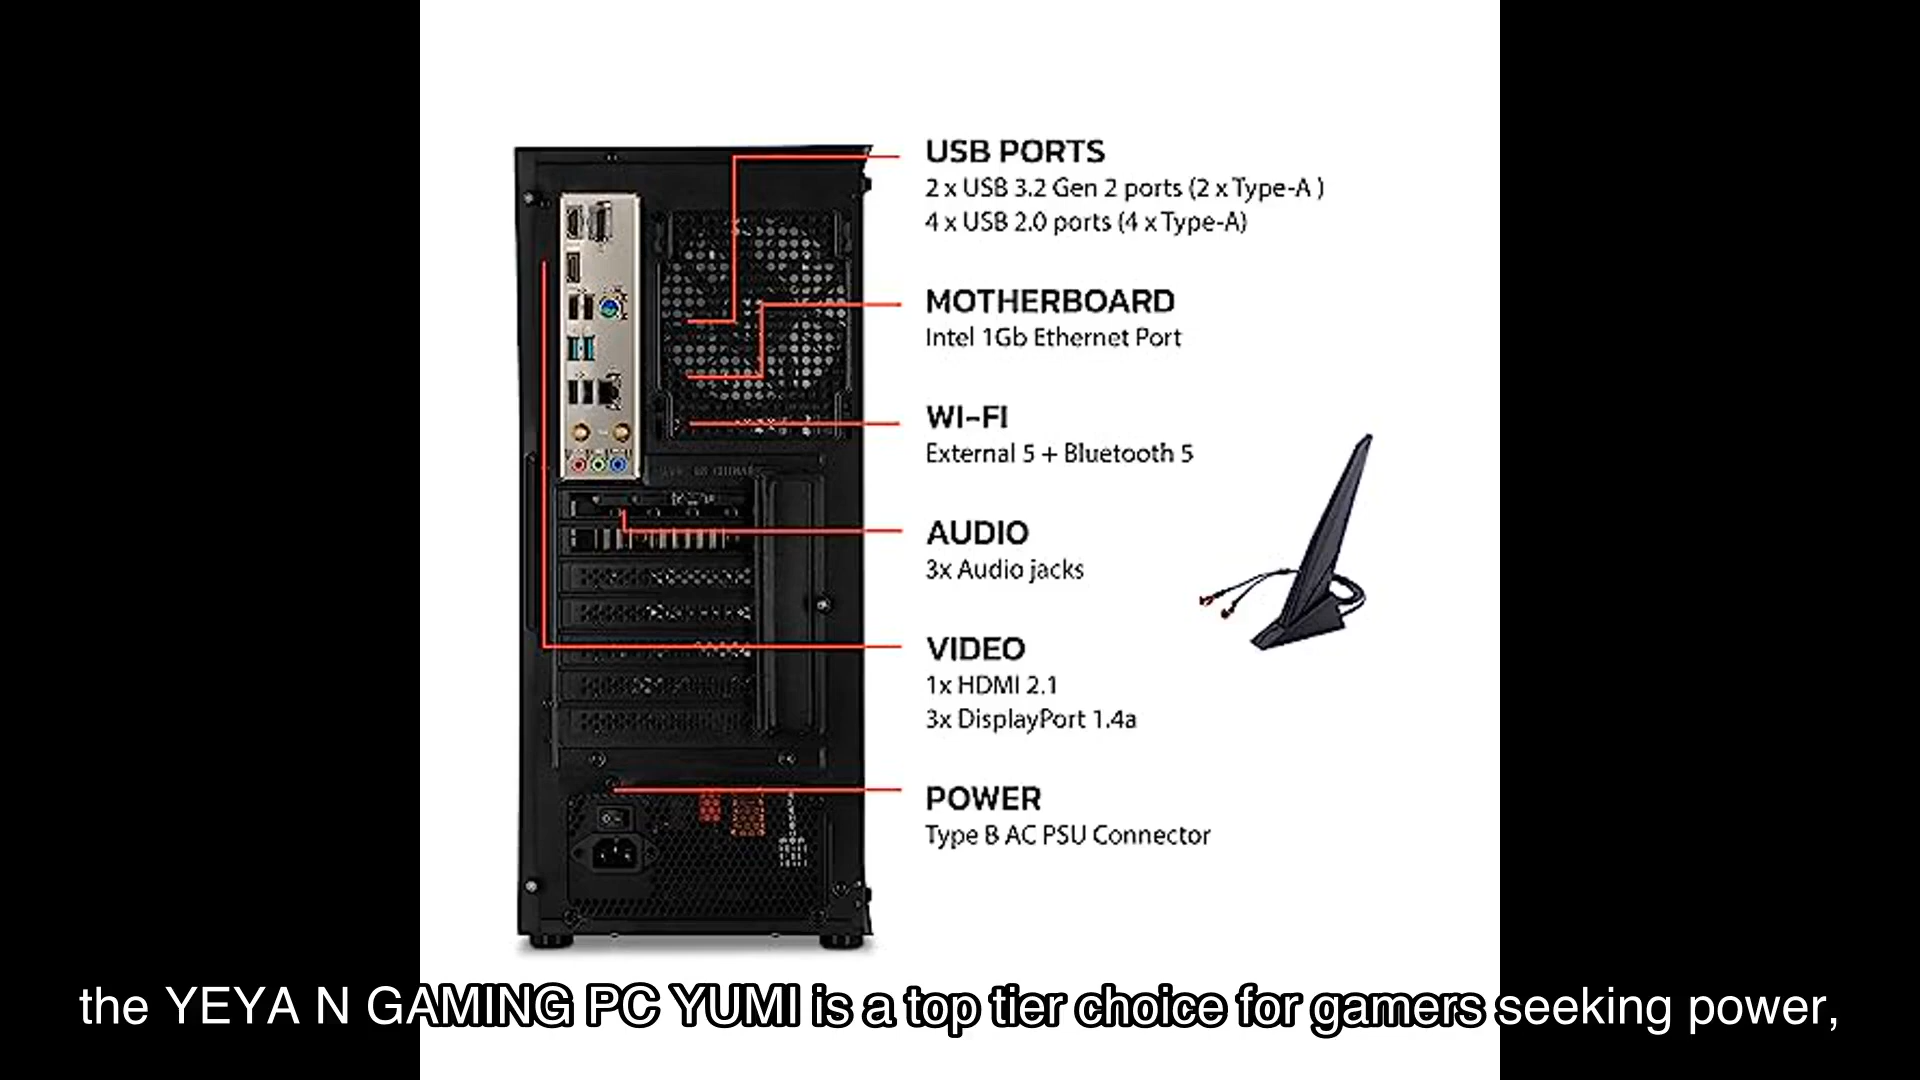 USB PORTS
2 x USB 3.2 Gen 2 ports (2 x Type-A )
4 x USB 2.0 ports (4 x Type-A)
MOTHERBOARD
Intel 1Gb Ethernet Port
WI-FI
External 5 + Bluetooth 5
AUDIO
3x Audio jacks
VIDEO
1x HDMI 2.1
3x DisplayPort 1.4a
POWER
Type B AC PSU Connector
the YEYA N GAMING PC YUMI is a top tier choice for gamers seeking power,